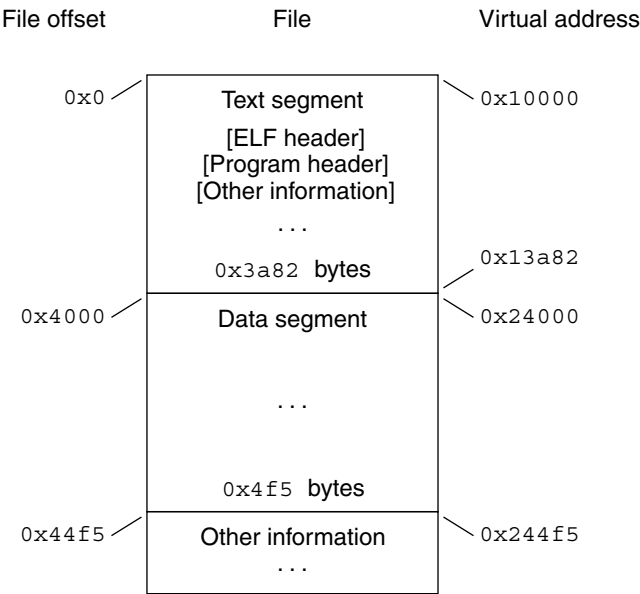 File offset File Virtual address
0x0 Text segment 0x10000
[ELF header]
[Program header]
[Other information]
...
0x13a82
0x3a82 bytes
0x4000 Data segment 0x24000
...
0x4f5 bytes
0x44f5 Other information 0x244f5
...